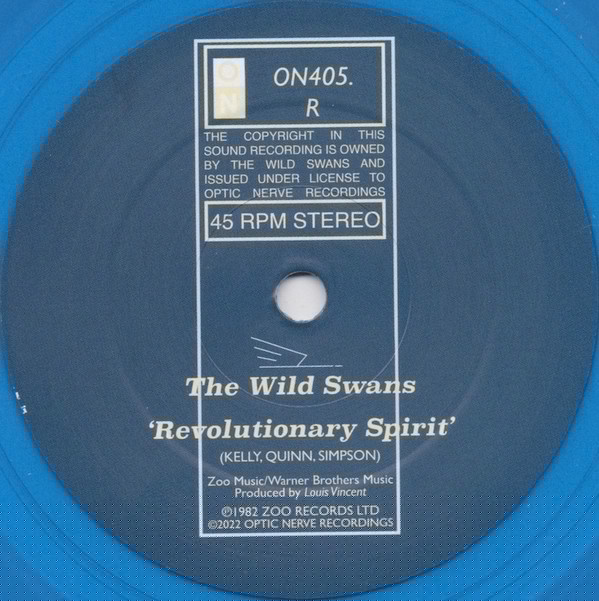 O.
N
ON405.
R
THE COPYRIGHT IN THIS
SOUND RECORDING IS OWNED
BY THE WILD SWANS AND
ISSUED UNDER LICENSE TO
OPTIC NERVE RECORDINGS
45 RPM STEREO
The Wild Swans
‘Revolutionary Spirit’
(KELLY, QUINN, SIMPSON)
Zoo Music/Warner Brothers Music
Produced by Louis Vincent
℗1982 ZOO RECORDS LTD
©2022 OPTIC NERVE RECORDINGS